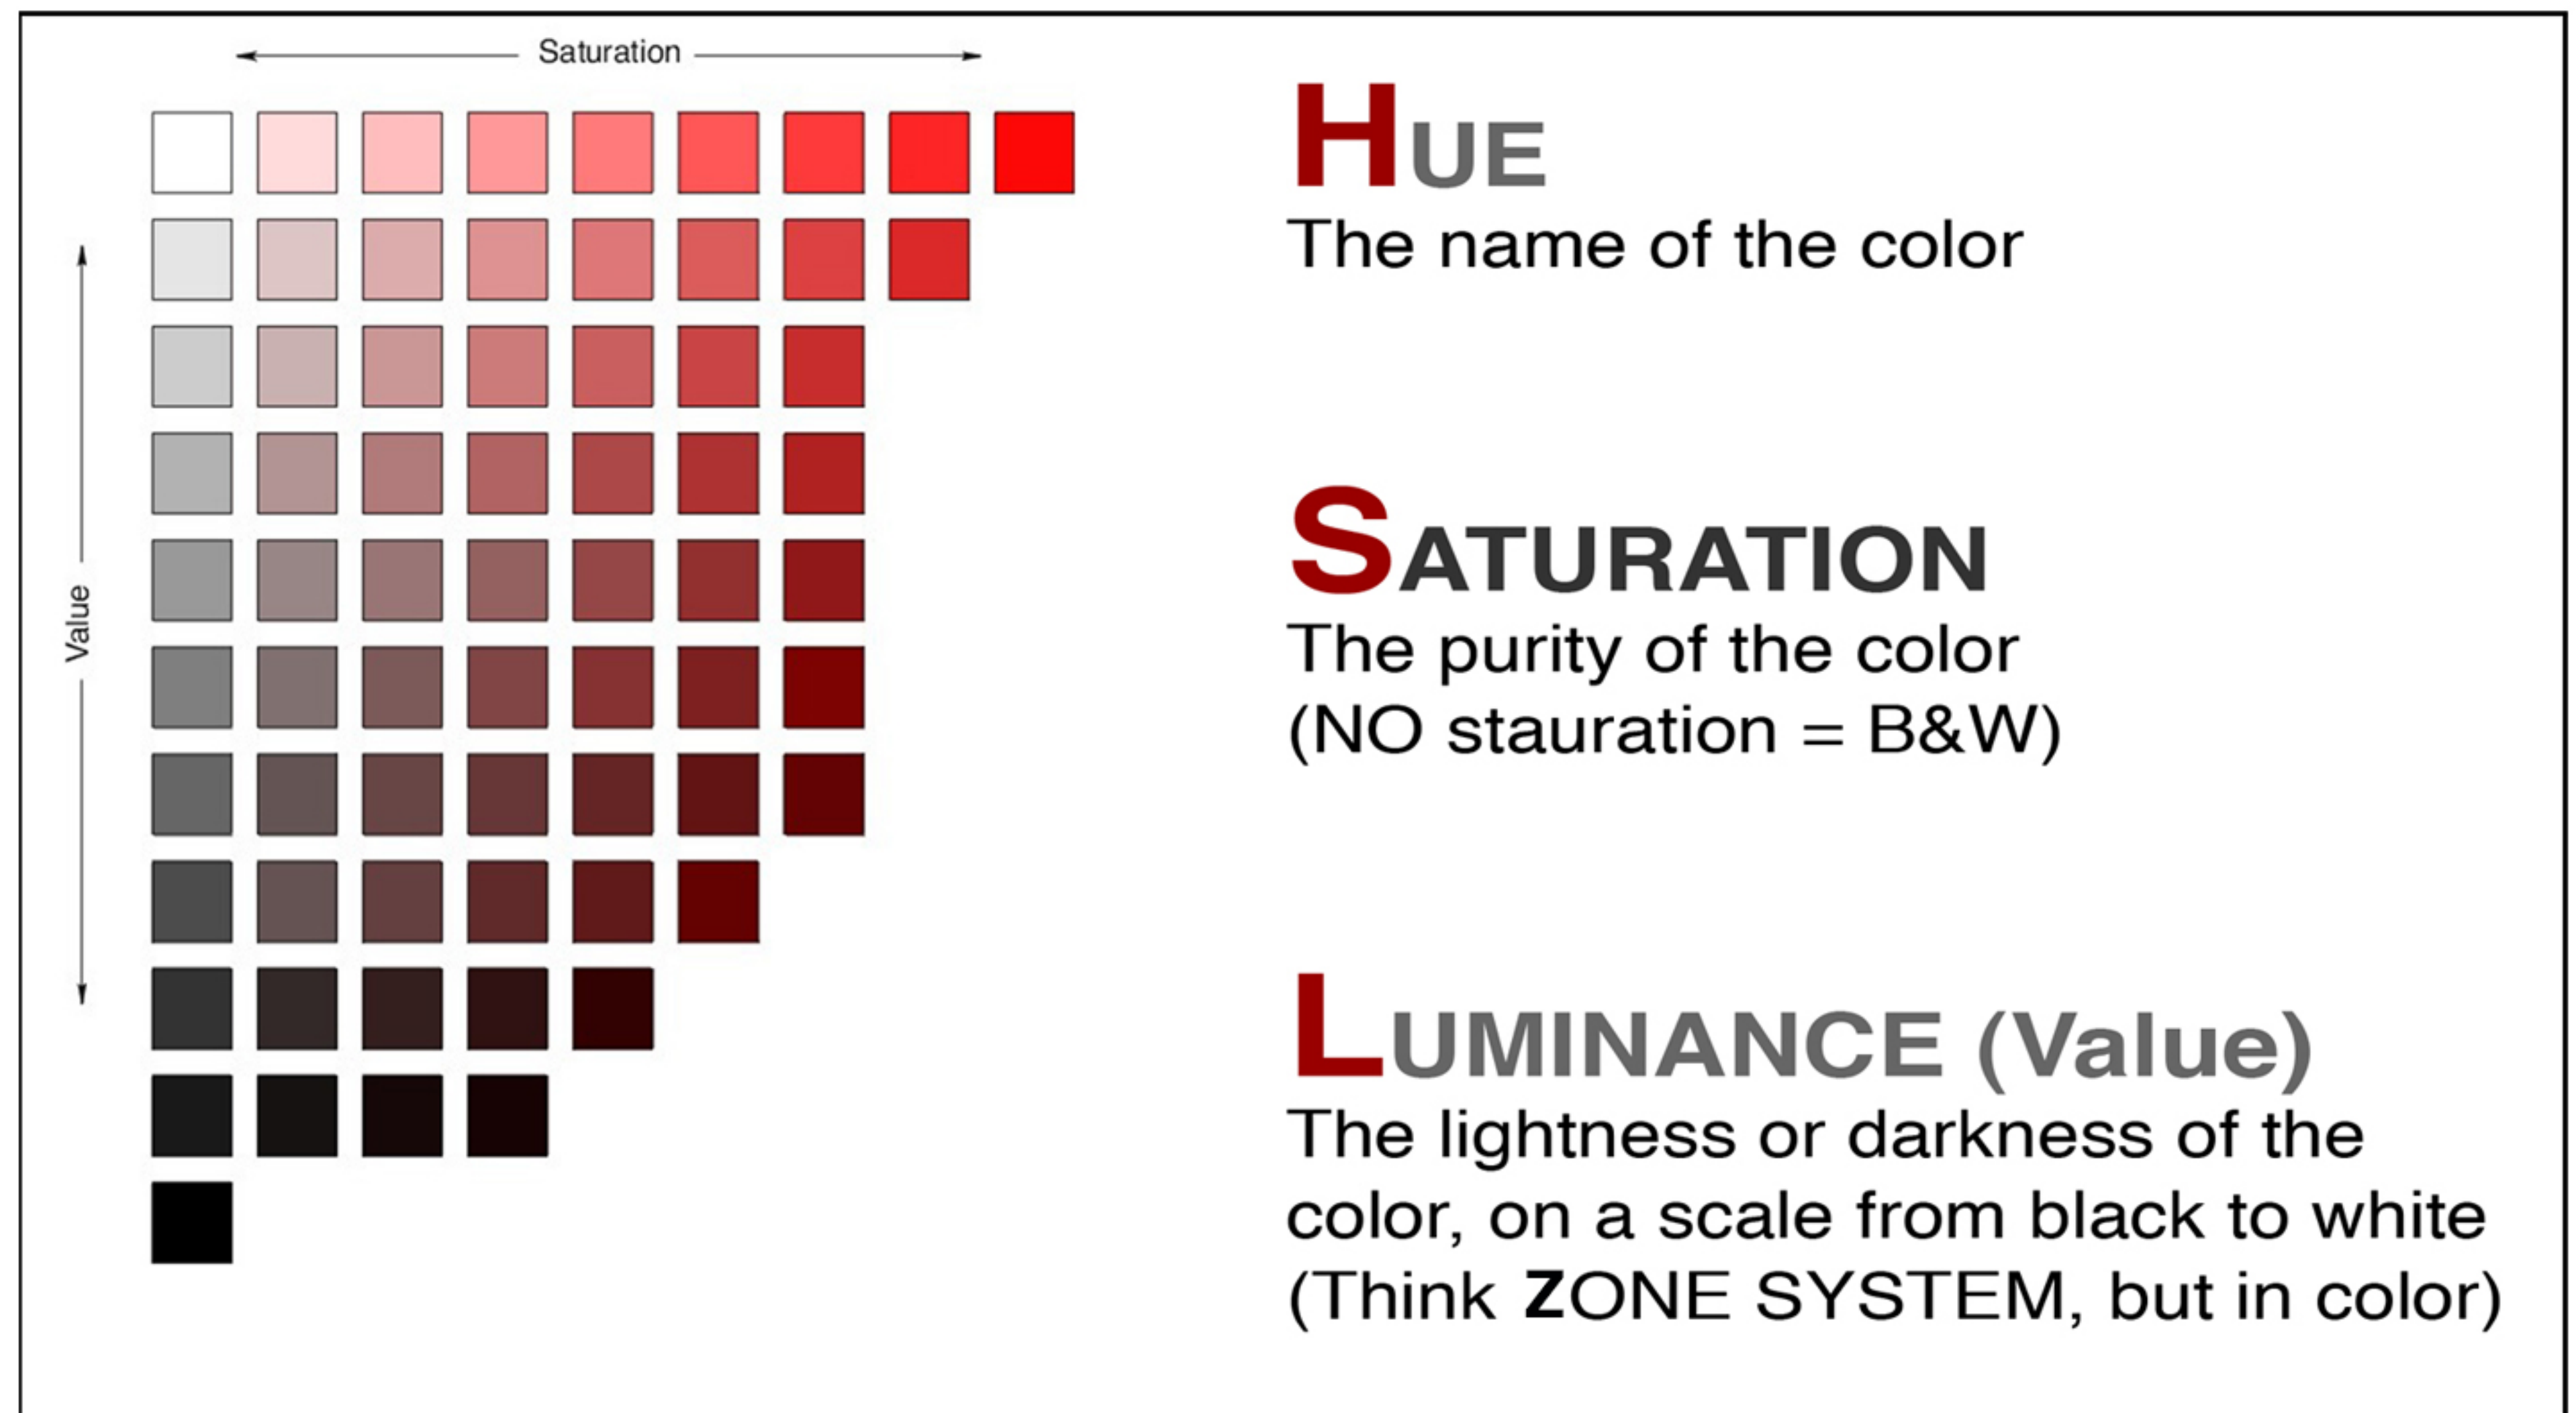 Saturation
Value
HUE
The name of the color
SATURATION
The purity of the color
(NO stauration = B&W)
LUMINANCE (Value)
The lightness or darkness of the
color, on a scale from black to white
(Think ZONE SYSTEM, but in color)